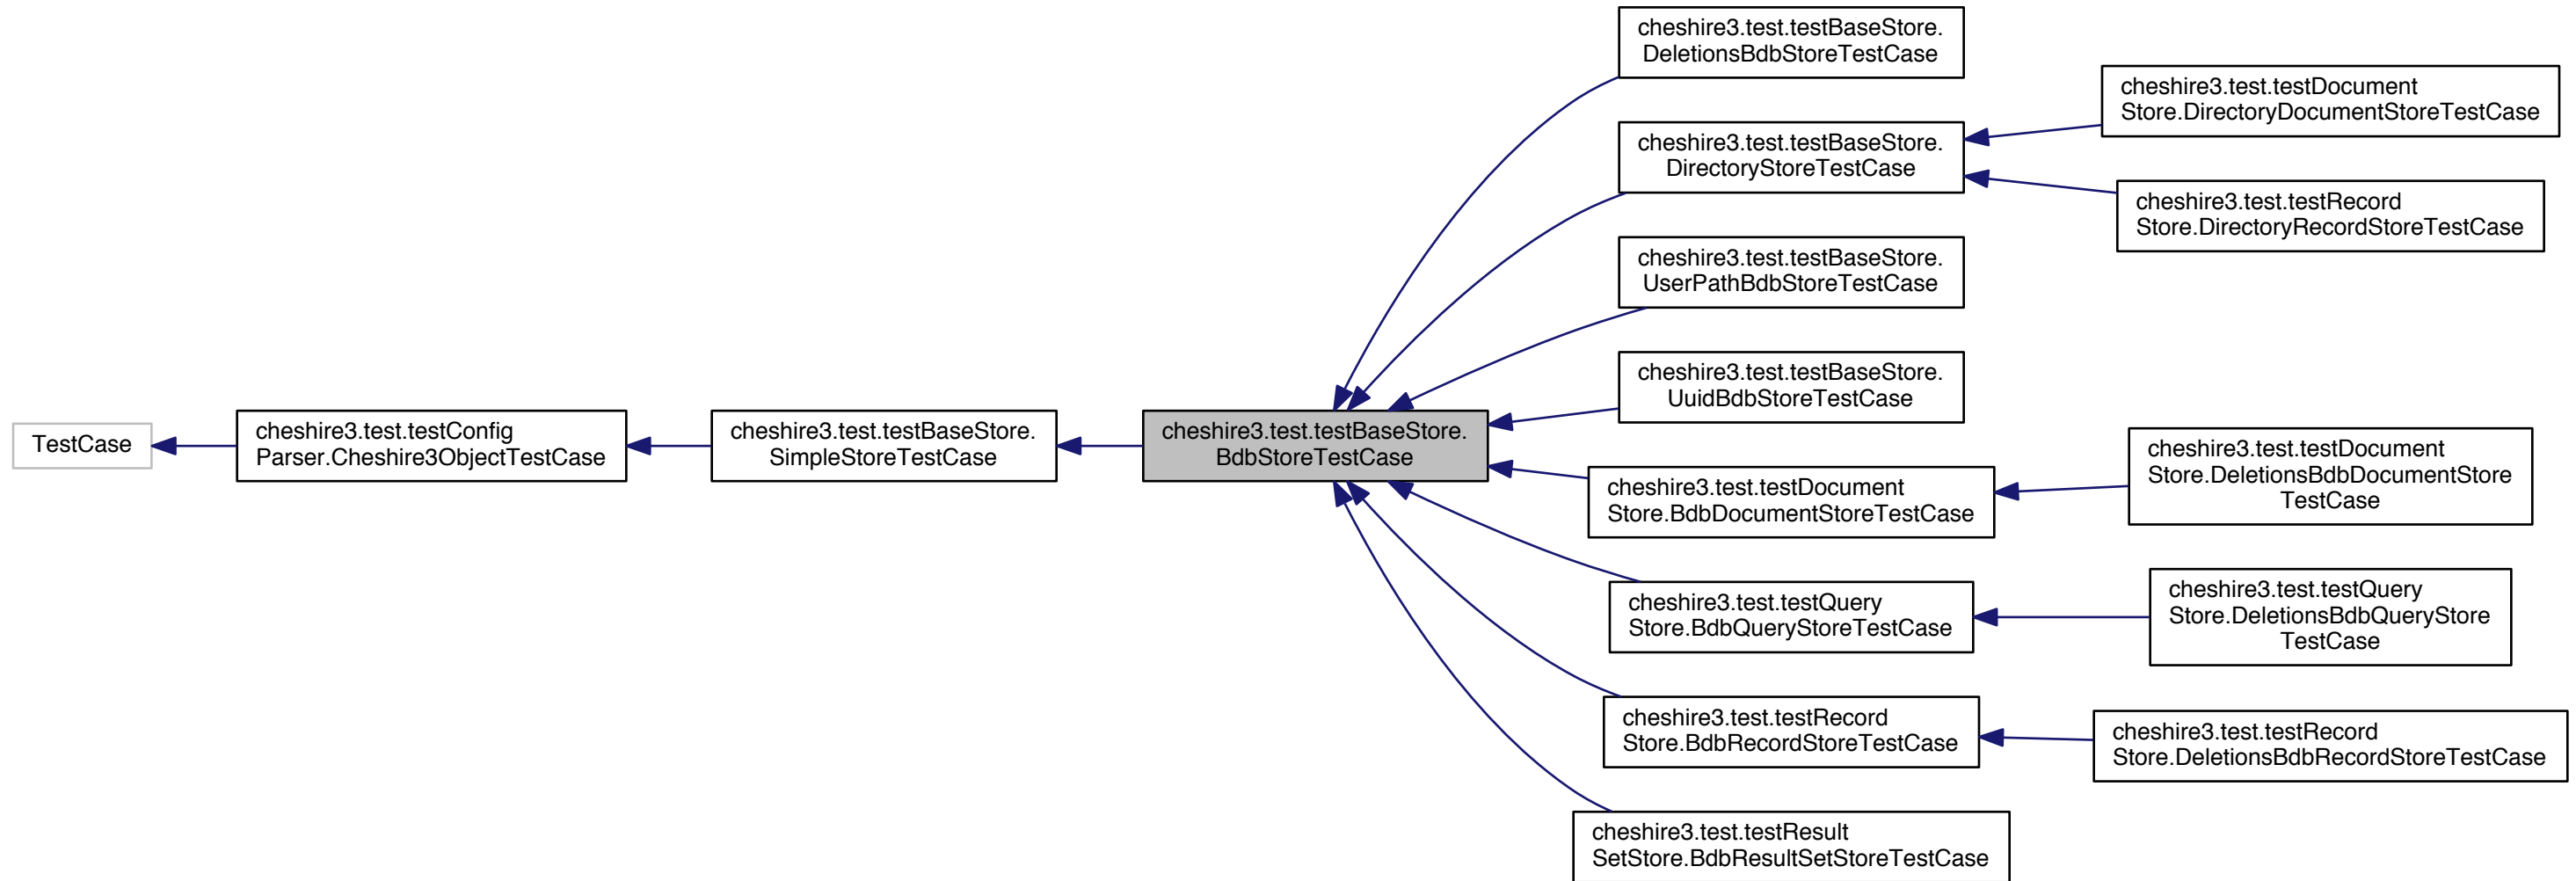 TestCase
cheshire3.test.testConfig
Parser.Cheshire3ObjectTestCase
cheshire3.test.testBaseStore.
SimpleStoreTestCase
cheshire3.test.testBaseStore.
BdbStoreTestCase
cheshire3.test.testBaseStore.
DeletionsBdbStoreTestCase
cheshire3.test.testBaseStore.
DirectoryStoreTestCase
cheshire3.test.testBaseStore.
UserPathBdbStoreTestCase
cheshire3.test.testBaseStore.
UuidBdbStoreTestCase
cheshire3.test.testDocument
Store.BdbDocumentStoreTestCase
cheshire3.test.testQuery
Store.BdbQueryStoreTestCase
cheshire3.test.testRecord
Store.BdbRecordStoreTestCase
cheshire3.test.testResult
SetStore.BdbResultSetStoreTestCase
cheshire3.test.testDocument
Store.DirectoryDocumentStoreTestCase
cheshire3.test.testRecord
Store.DirectoryRecordStoreTestCase
cheshire3.test.testDocument
Store.DeletionsBdbDocumentStore
TestCase
cheshire3.test.testQuery
Store.DeletionsBdbQueryStore
TestCase
cheshire3.test.testRecord
Store.DeletionsBdbRecordStoreTestCase